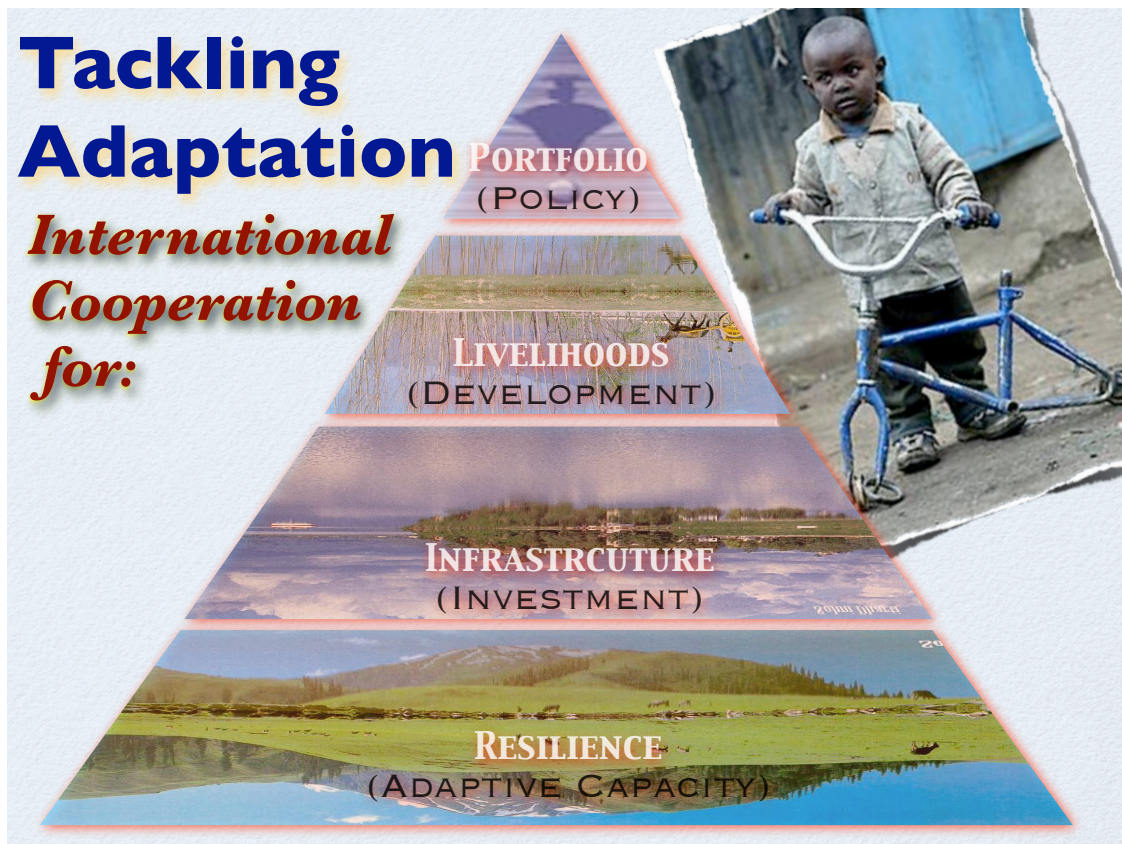 Tackling
Adaptation
International
Cooperation
for:
PORTFOLIO
(POLICY)
LIVELIHOODS
(DEVELOPMENT)
INFRASTRCUTURE
(INVESTMENT)
RESILIENCE
(ADAPTIVE CAPACITY)